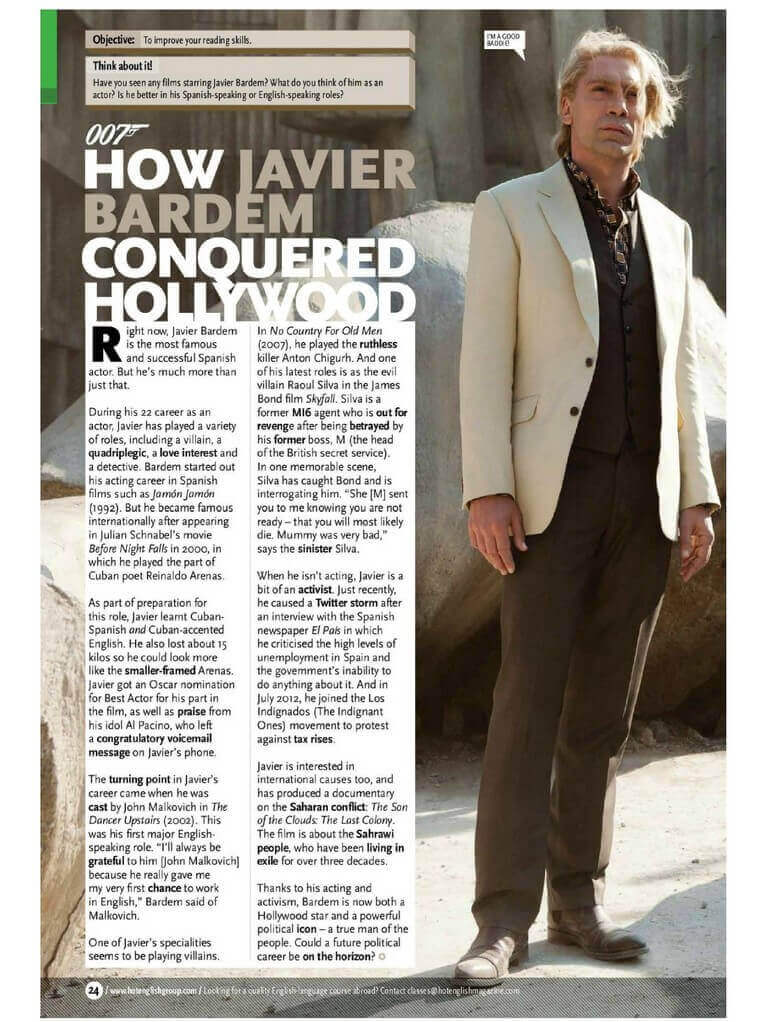 Objective: To improve your reading skills.
Think about it!
Have you seen any films starring Javier Bardem? What do you think of him as an
actor? Is he better in his Spanish-speaking or English-speaking roles?
I'M A GOOD
BADDIE!
007
HOW JAVIER
BARDEM
CONQUERED
HOLLYWOOD
Right now, Javier Bardem
is the most famous
and successful Spanish
actor. But he's much more than
just that.
During his 22 career as an
actor, Javier has played a variety
of roles, including a villain, a
quadriplegic, a love interest and
a detective. Bardem started out
his acting career in Spanish
films such as Jamón Jamón
(1992). But he became famous
internationally after appearing
in Julian Schnabel's movie
Before Night Falls in 2000, in
which he played the part of
Cuban poet Reinaldo Arenas.
As part of preparation for
this role, Javier learnt Cuban-
Spanish and Cuban-accented
English. He also lost about 15
kilos so he could look more
like the smaller-framed Arenas.
Javier got an Oscar nomination
for Best Actor for his part in
the film, as well as praise from
his idol Al Pacino, who left
a congratulatory voicemail
message on Javier's phone.
The turning point in Javier's
career came when he was
cast by John Malkovich in The
Dancer Upstairs (2002). This
was his first major English-
speaking role. "I'll always be
grateful to him [John Malkovich]
because he really gave me
my very first chance to work
in English," Bardem said of
Malkovich.
One of Javier's specialities
seems to be playing villains.
In No Country For Old Men
(2007), he played the ruthless
killer Anton Chigurh. And one
of his latest roles is as the evil
villain Raoul Silva in the James
Bond film Skyfall. Silva is a
former MI6 agent who is out for
revenge after being betrayed by
his former boss, M (the head
of the British secret service).
In one memorable scene,
Silva has caught Bond and is
interrogating him. "She [M] sent
you to me knowing you are not
ready – that you will most likely
die. Mummy was very bad,"
says the sinister Silva.
When he isn't acting, Javier is a
bit of an activist. Just recently,
he caused a Twitter storm after
an interview with the Spanish
newspaper El País in which
he criticised the high levels of
unemployment in Spain and
the government's inability to
do anything about it. And in
July 2012, he joined the Los
Indignados (The Indignant
Ones) movement to protest
against tax rises.
Javier is interested in
international causes too, and
has produced a documentary
on the Saharan conflict: The Son
of the Clouds: The Last Colony.
The film is about the Sahrawi
people, who have been living in
exile for over three decades.
Thanks to his acting and
activism, Bardem is now both a
Hollywood star and a powerful
political icon – a true man of the
people. Could a future political
career be on the horizon?
24 / www.hotenglishgroup.com / Looking for a quality English-language course abroad? Contact classes@hotenglishmagazine.com